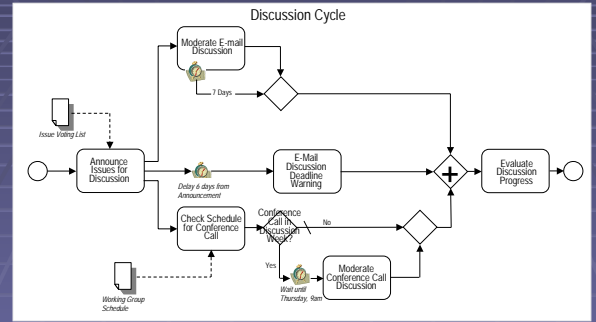 Discussion Cycle
Moderate E-mail
Discussion
7 Days
Issue Voting List
Announce
Issues for
Discussion
Delay 6 days from
Announcement
E-Mail
Discussion
Deadline
Warning
Evaluate
Discussion
Progress
Check Schedule
for Conference
Call
Conference
Call in
Discussion
Week?
No
Yes
Wait until
Thursday, 9am
Moderate
Conference Call
Discussion
Working Group
Schedule